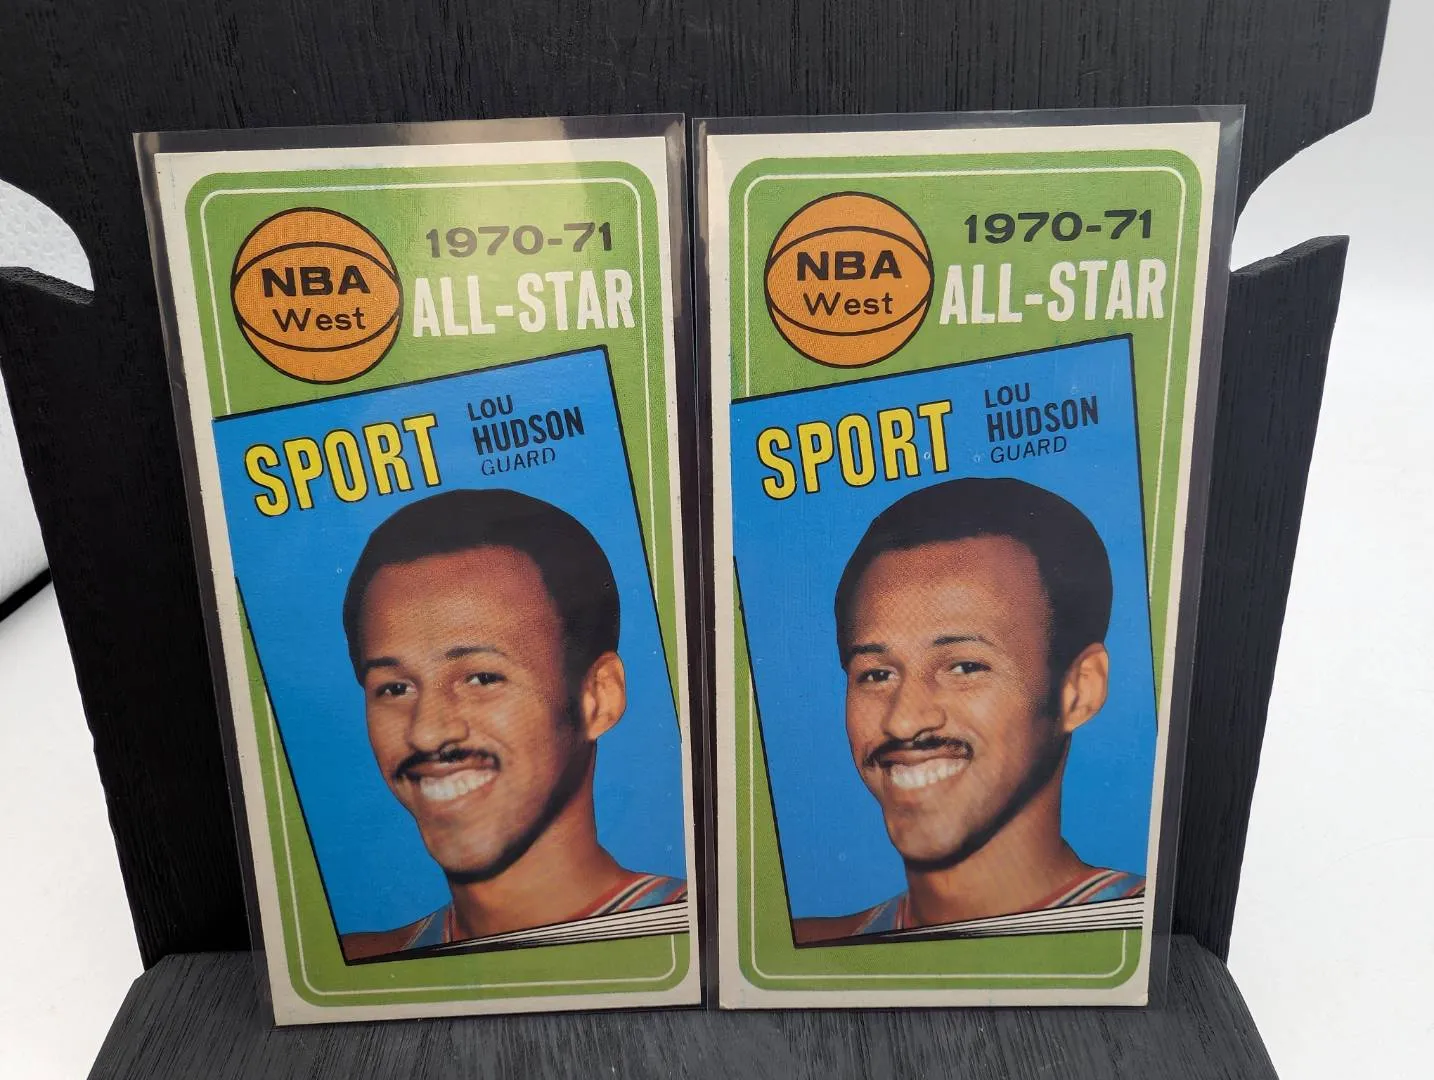 NBA
West
1970-71
ALL-STAR
SPORT
LOU
HUDSON
GUARD
NBA
West
1970-71
ALL-STAR
SPORT
LOU
HUDSON
GUARD